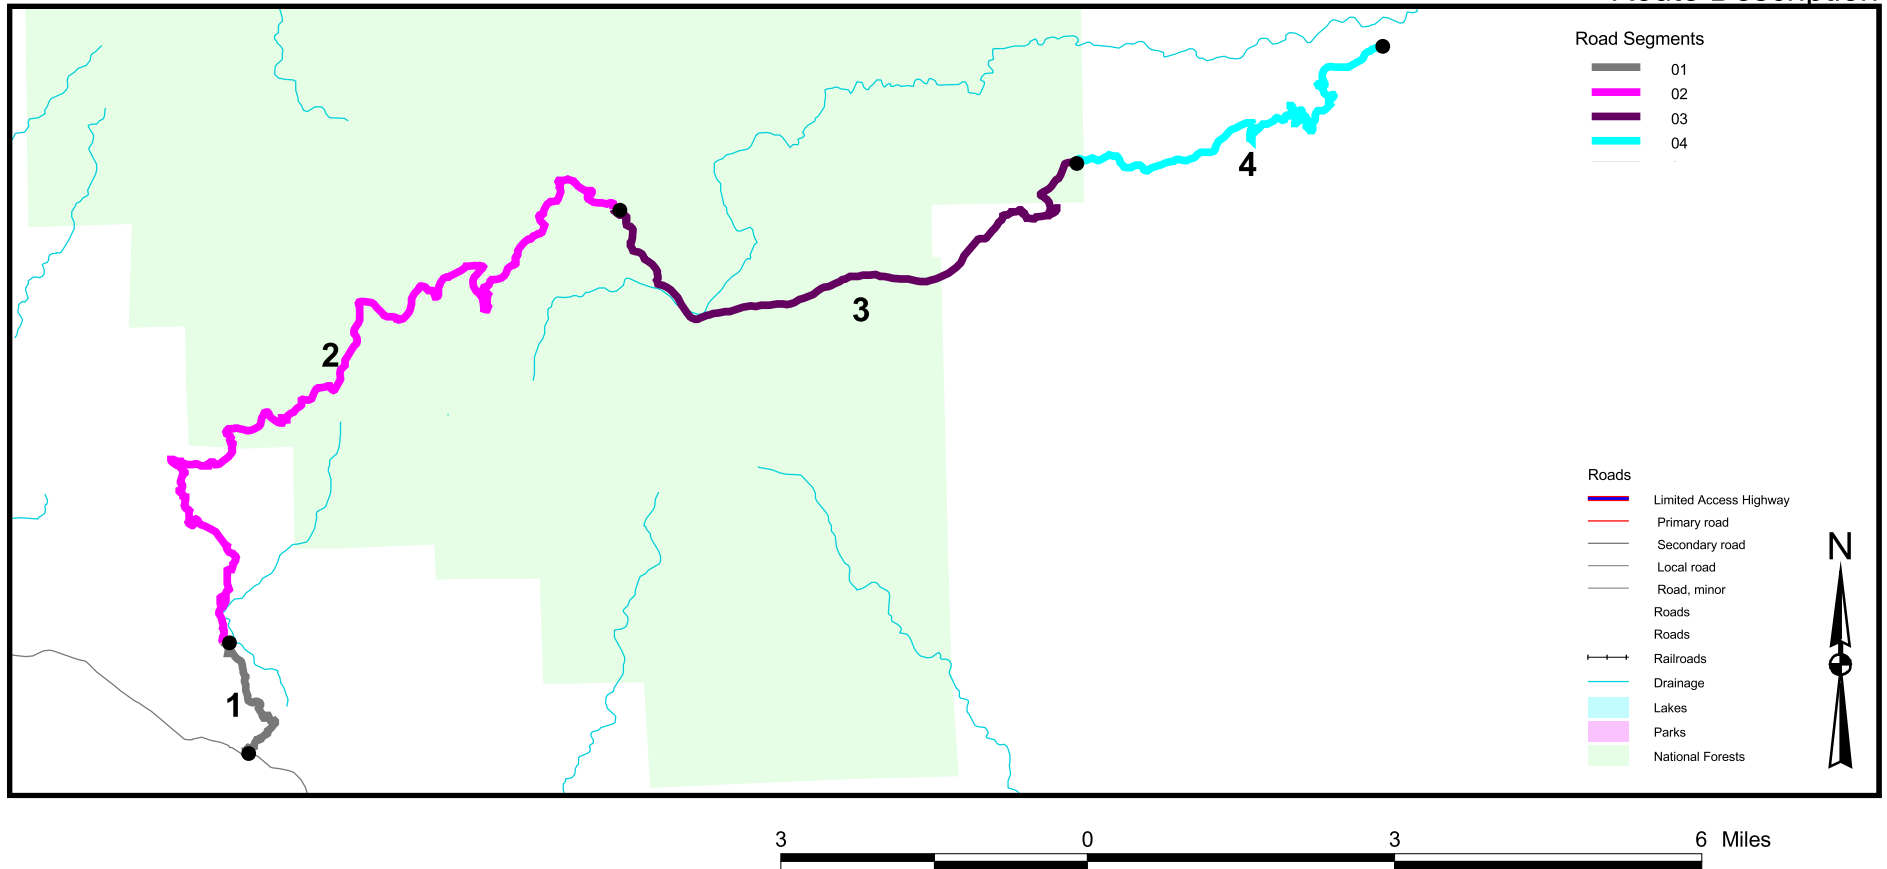 Road Segments
01
02
03
04
4
3
2
1
Roads
Limited Access Highway
Primary road
Secondary road
Local road
Road, minor
Roads
Roads
Railroads
Drainage
Lakes
Parks
National Forests
N
3 0 3 6 Miles